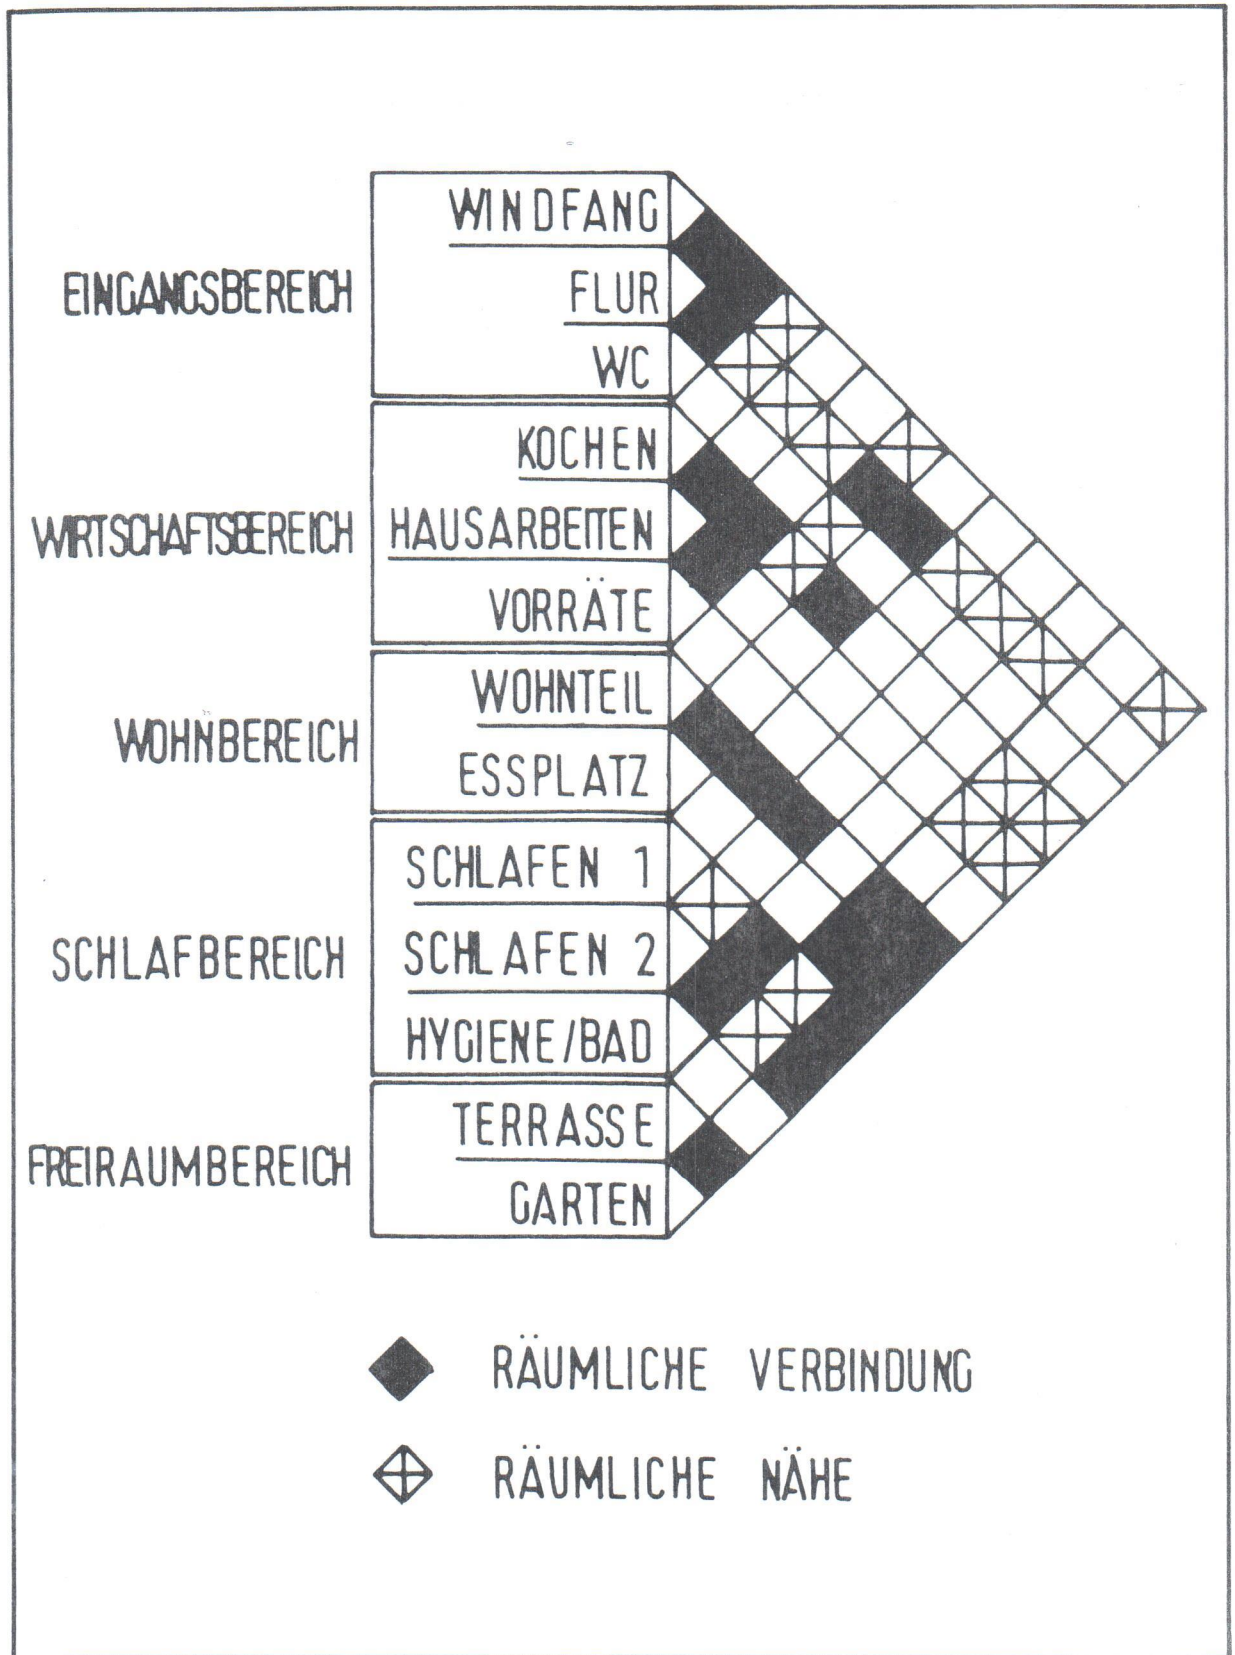 WINDFANG
EINGANGSBEREICH
FLUR
WC
KOCHEN
WIRTSCHAFTSBEREICH
HAUSARBEITEN
VORRÄTE
WOHNTEIL
WOHNBEREICH
ESSPLATZ
SCHLAFEN 1
SCHLAFBEREICH
SCHLAFEN 2
HYGIENE/BAD
TERRASSE
FREIRAUMBEREICH
GARTEN
RÄUMLICHE VERBINDUNG
RÄUMLICHE NÄHE